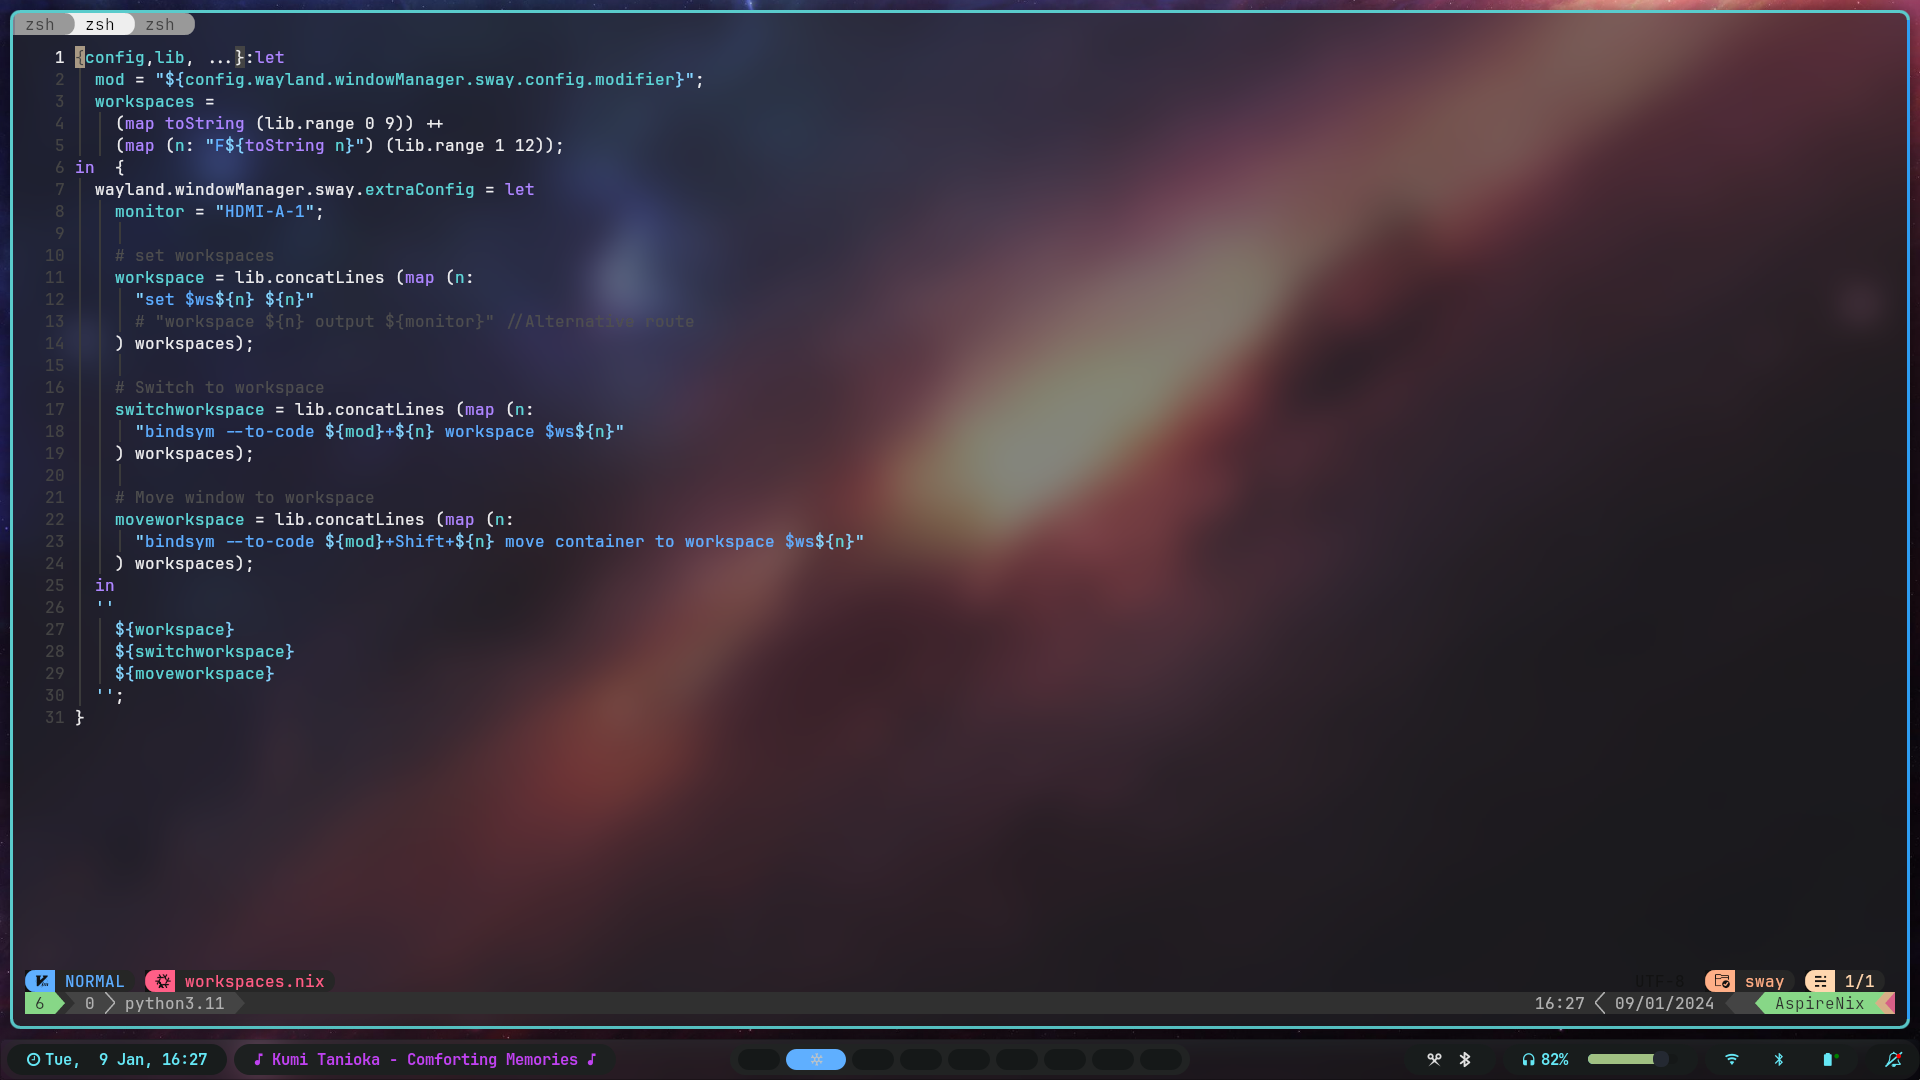 zsh zsh zsh
1 {config,lib, ...}:let
2 mod = "${config.wayland.windowManager.sway.config.modifier}";
3 workspaces =
4 (map toString (lib.range 0 9)) ++
5 (map (n: "F${toString n}") (lib.range 1 12));
6 in {
7 wayland.windowManager.sway.extraConfig = let
8 monitor = "HDMI-A-1";
9
10 # set workspaces
11 workspace = lib.concatLines (map (n:
12 "set $ws${n} ${n}"
13 # "workspace ${n} output ${monitor}" //Alternative route
14 ) workspaces);
15
16 # Switch to workspace
17 switchworkspace = lib.concatLines (map (n:
18 "bindsym --to-code ${mod}+${n} workspace $ws${n}"
19 ) workspaces);
20
21 # Move window to workspace
22 moveworkspace = lib.concatLines (map (n:
23 "bindsym --to-code ${mod}+Shift+${n} move container to workspace $ws${n}"
24 ) workspaces);
25 in
26 ''
27 ${workspace}
28 ${switchworkspace}
29 ${moveworkspace}
30 '';
31 }
NORMAL workspaces.nix UTF-8 sway 1/1
6 0 python3.11 16:27 09/01/2024 AspireNix
Tue, 9 Jan, 16:27 Kumi Tanioka - Comforting Memories 82%